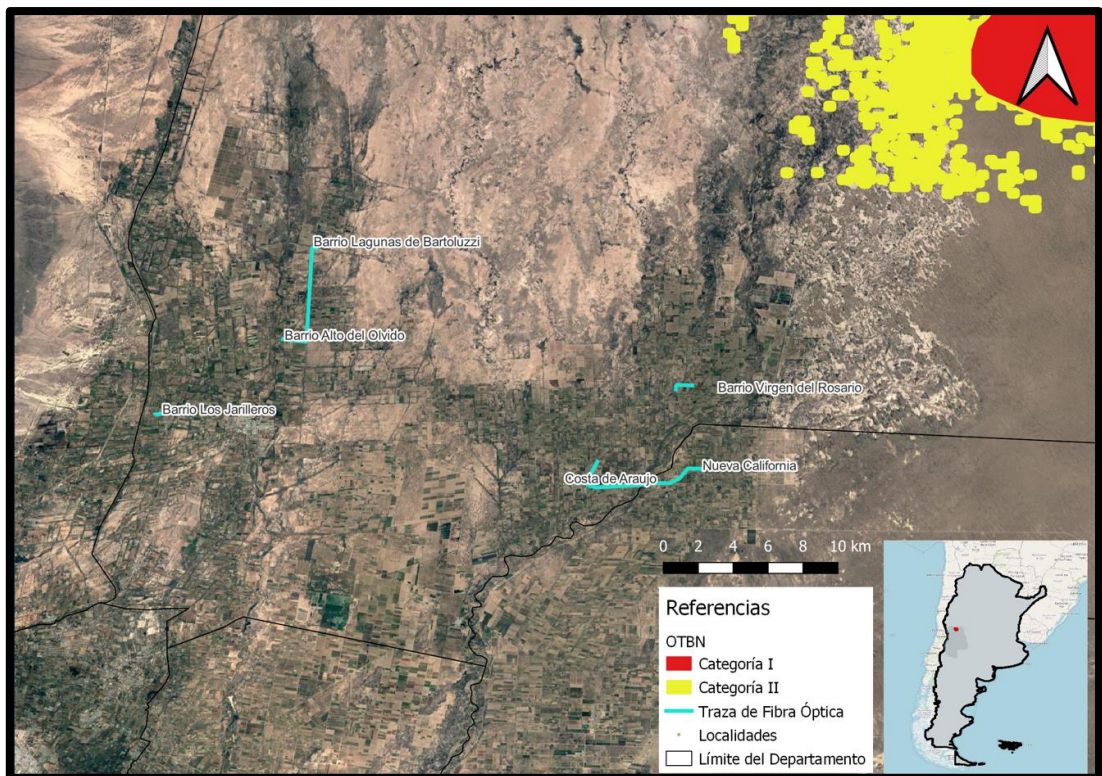 Barrio Lagunas de Bartoluzzi
Barrio Alto del Olvido
Barrio Los Jarilleros
Barrio Virgen del Rosario
Costa de Araujo
Nueva California
0 2 4 6 8 10 km
Referencias
OTBN
Categoría I
Categoría II
Traza de Fibra Óptica
Localidades
Límite del Departamento